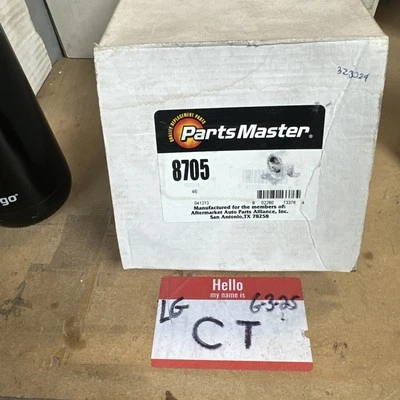 323029
QUALITY REPLACEMENT PARTS
PartsMaster®
8705
Manufactured for the members of:
Aftermarket Auto Parts Alliance, Inc.
San Antonio, TX 78258
go
Hello
my name is
LG 6-3-25
CT